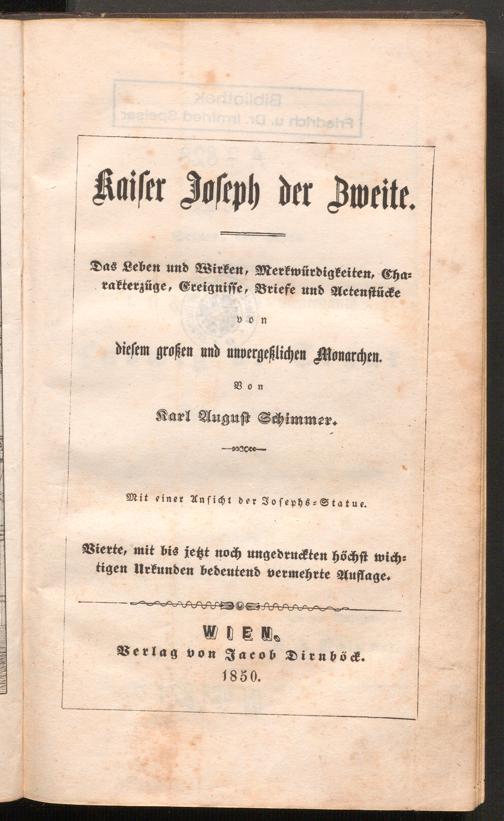 Bibliothek
Friedrich u. Dr. Irmfried Speiser
Kaiser Joseph der Zweite.
Das Leben und Wirken, Merkwürdigkeiten, Cha-
rakterzüge, Ereignisse, Briefe und Actenstücke
von
diesem großen und unvergeßlichen Monarchen.
Von
Karl August Schimmer.
Mit einer Ansicht der Josephs-Statue.
Vierte, mit bis jetzt noch ungedruckten höchst wich-
tigen Urkunden bedeutend vermehrte Auflage.
WIEN.
Verlag von Jacob Dirnböck.
1850.